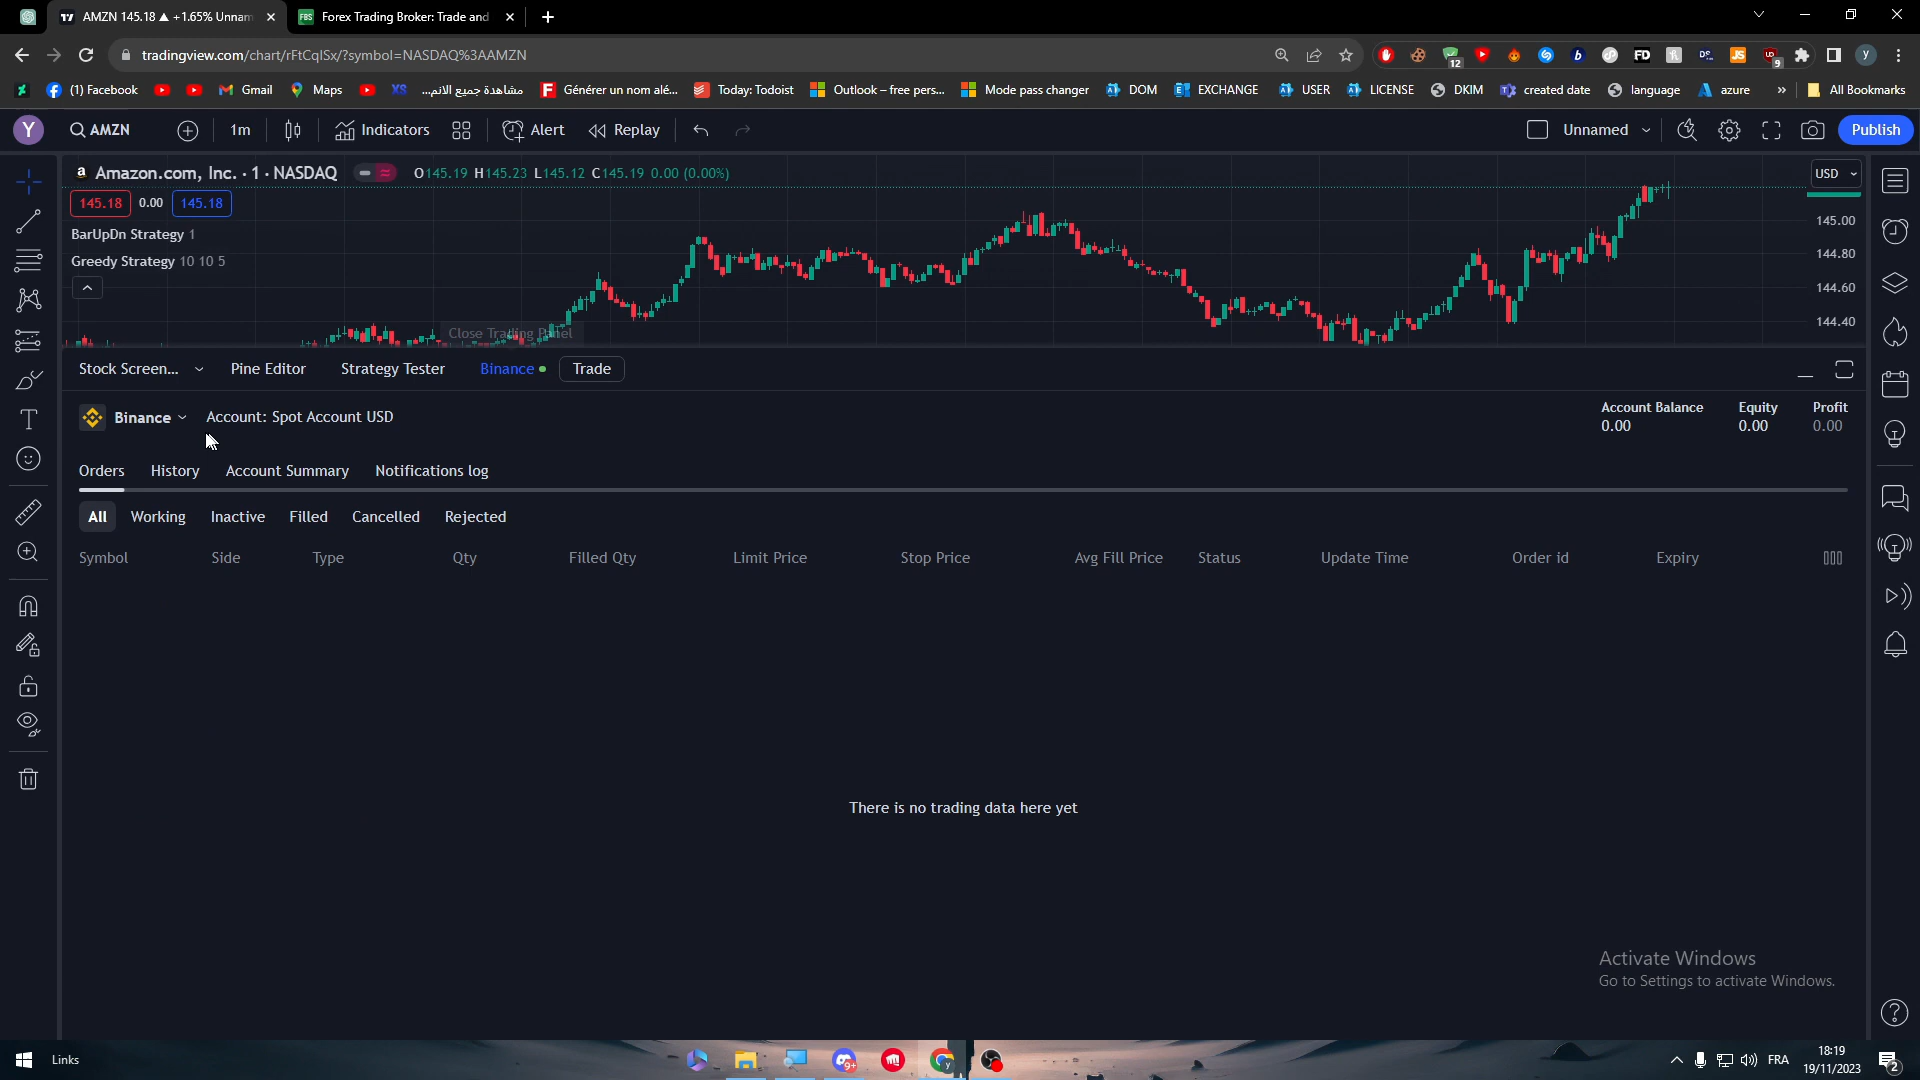 AMZN 145.18 ▲ +1.65% Unnam
Forex Trading Broker: Trade and
tradingview.com/chart/rFtCqlSx/?symbol=NASDAQ%3AAMZN
12
9
y
(1) Facebook
Gmail
Maps
XS
مشاهدة جميع الانم...
Générer un nom alé...
Today: Todoist
Outlook – free pers...
Mode pass changer
DOM
EXCHANGE
USER
LICENSE
DKIM
created date
language
azure
»
All Bookmarks
Y
AMZN
1m
Indicators
Alert
Replay
Unnamed
Publish
Amazon.com, Inc. · 1 · NASDAQ
O145.19 H145.23 L145.12 C145.19 0.00 (0.00%)
USD
145.18
0.00
145.18
145.00
BarUpDn Strategy 1
144.80
Greedy Strategy 10 10 5
144.60
144.40
Close Trading Panel
Stock Screen...
Pine Editor
Strategy Tester
Binance
Trade
Binance
Account: Spot Account USD
Account Balance
0.00
Equity
0.00
Profit
0.00
Orders
History
Account Summary
Notifications log
All
Working
Inactive
Filled
Cancelled
Rejected
Symbol
Side
Type
Qty
Filled Qty
Limit Price
Stop Price
Avg Fill Price
Status
Update Time
Order id
Expiry
There is no trading data here yet
Activate Windows
Go to Settings to activate Windows.
Links
9+
FRA
18:19
19/11/2023
2